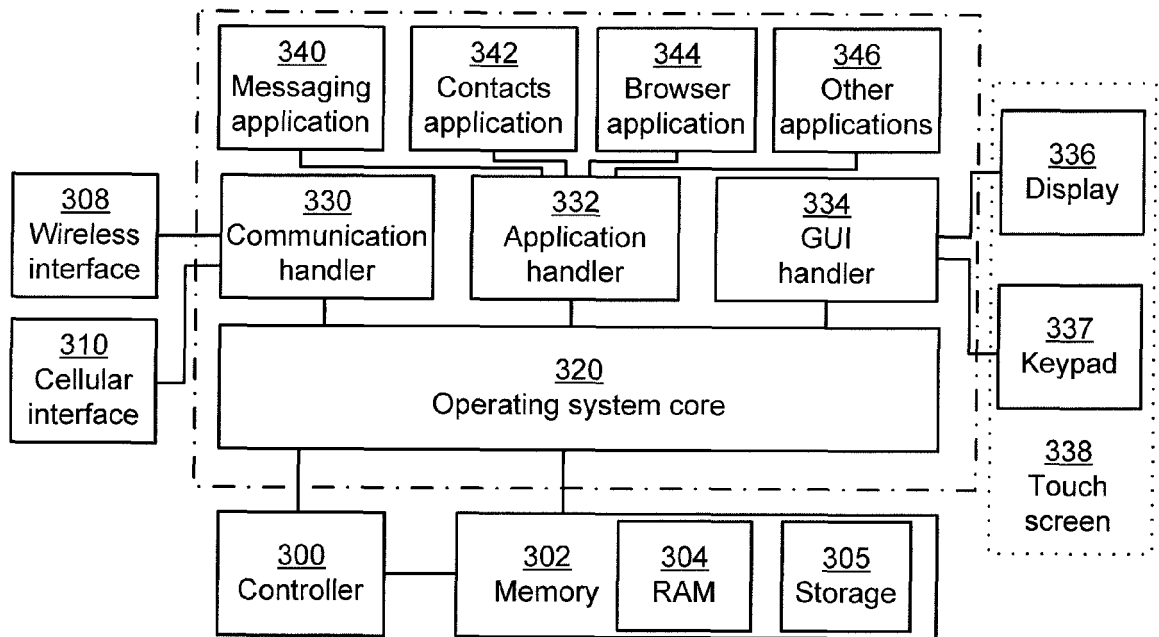 340
Messaging
application
342
Contacts
application
344
Browser
application
346
Other
applications
308
Wireless
interface
330
Communication
handler
332
Application
handler
334
GUI
handler
336
Display
310
Cellular
interface
320
Operating system core
337
Keypad
338
Touch
screen
300
Controller
302
Memory
304
RAM
305
Storage